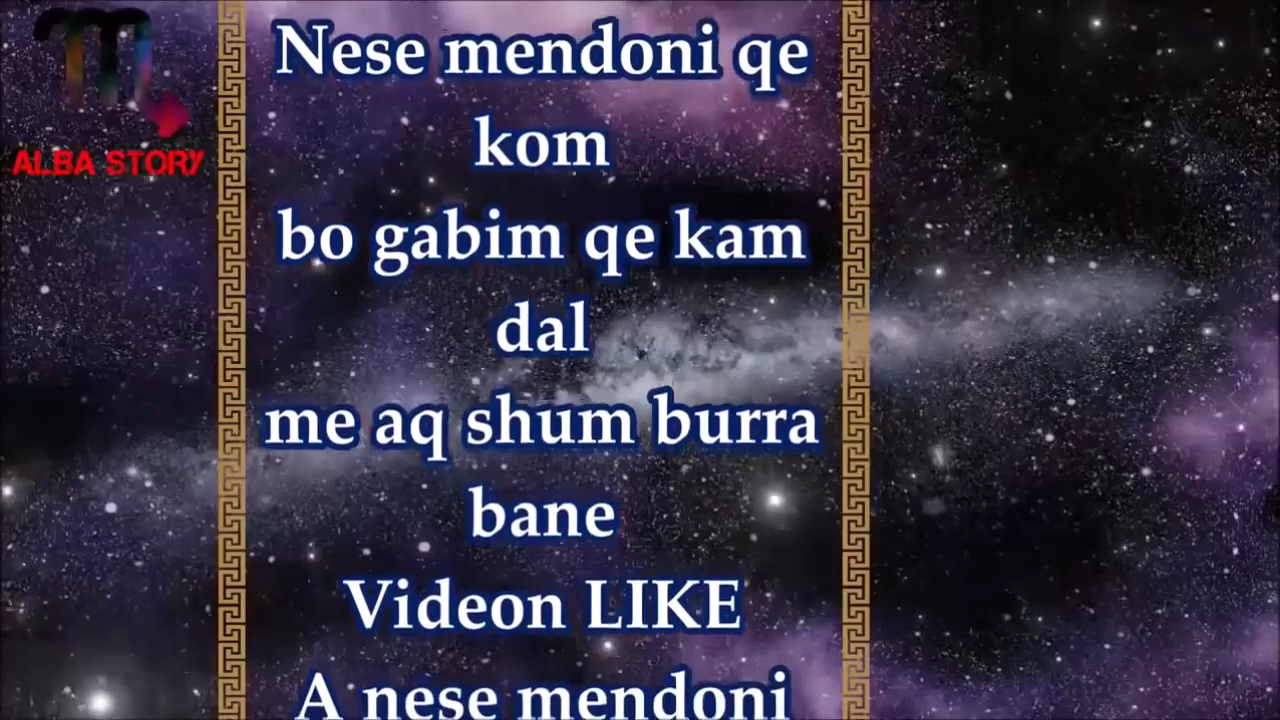 ALBA STORY
Nese mendoni qe
kom
bo gabim qe kam
dal
me aq shum burra
bane
Videon LIKE
A nese mendoni